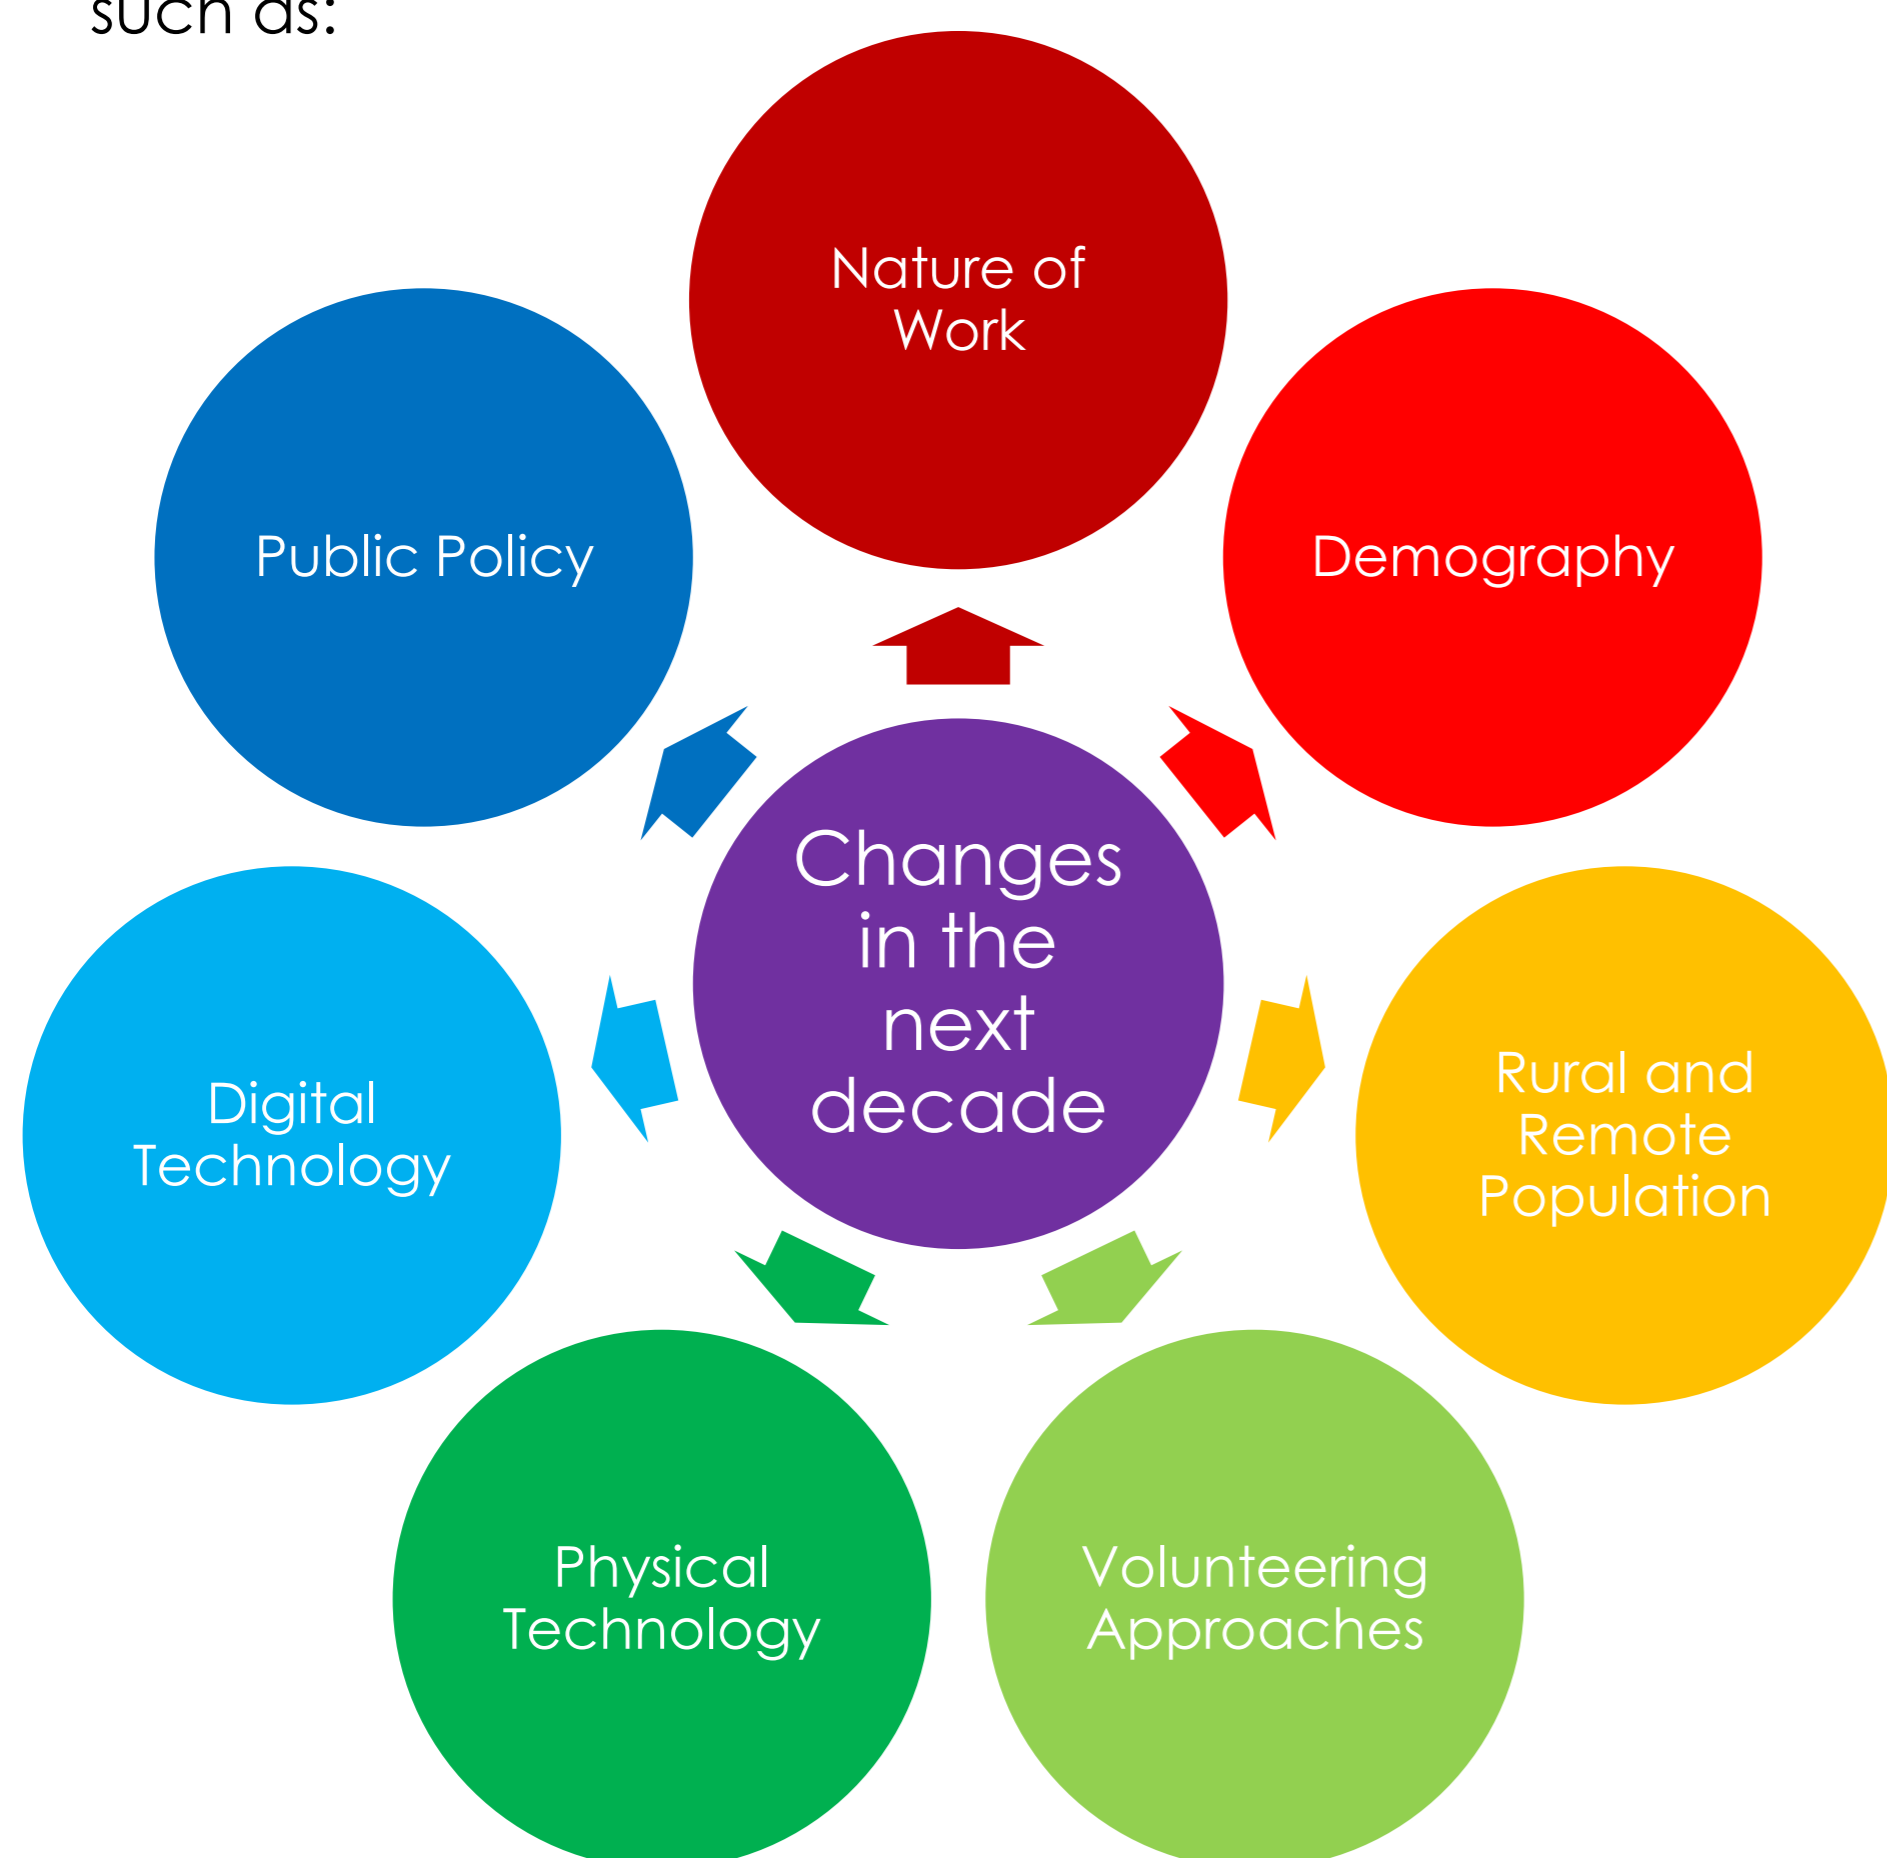 such as:
Nature of
Work
Public Policy
Demography
Changes
in the
next
decade
Digital
Technology
Rural and
Remote
Population
Physical
Technology
Volunteering
Approaches